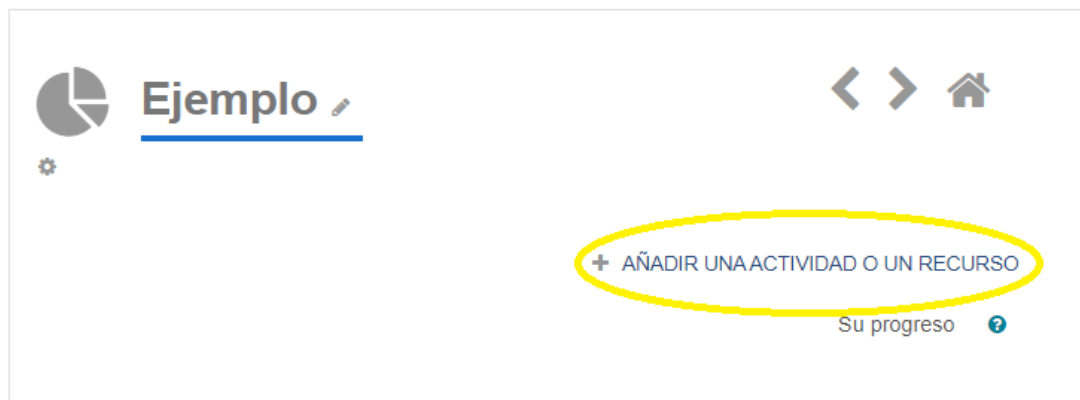 Ejemplo
+ AÑADIR UNA ACTIVIDAD O UN RECURSO
Su progreso ?